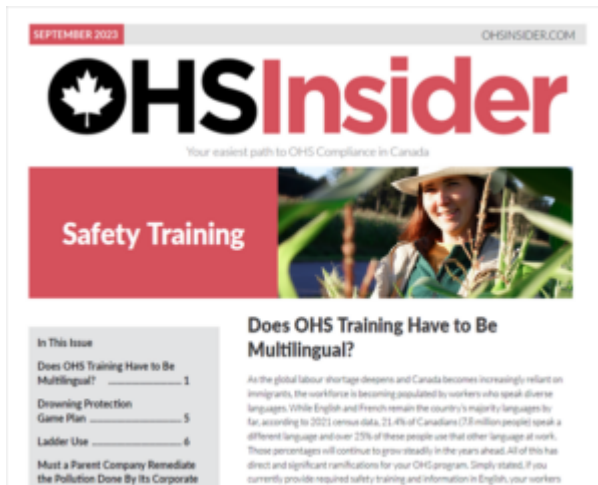 SEPTEMBER 2023
OHSINSIDER.COM
OHSInsider
Your easiest path to OHS Compliance in Canada
Safety Training
In This Issue
Does OHS Training Have to Be
Multilingual? 1
Drowning Protection
Game Plan 5
Ladder Use 6
Must a Parent Company Remediate
the Pollution Done By Its Corporate
Does OHS Training Have to Be
Multilingual?
As the global labour shortage deepens and Canada becomes increasingly reliant on
immigrants, the workforce is becoming populated by workers who speak diverse
languages. While English and French remain the country's majority languages by
far, according to 2021 census data, 21.4% of Canadians (7.8 million people) speak a
different language and over 25% of these people use that other language at work.
Those percentages will continue to grow steadily in the years ahead. All of this has
direct and significant ramifications for your OHS program. Simply stated, if you
currently provide required safety training and information in English, your workers